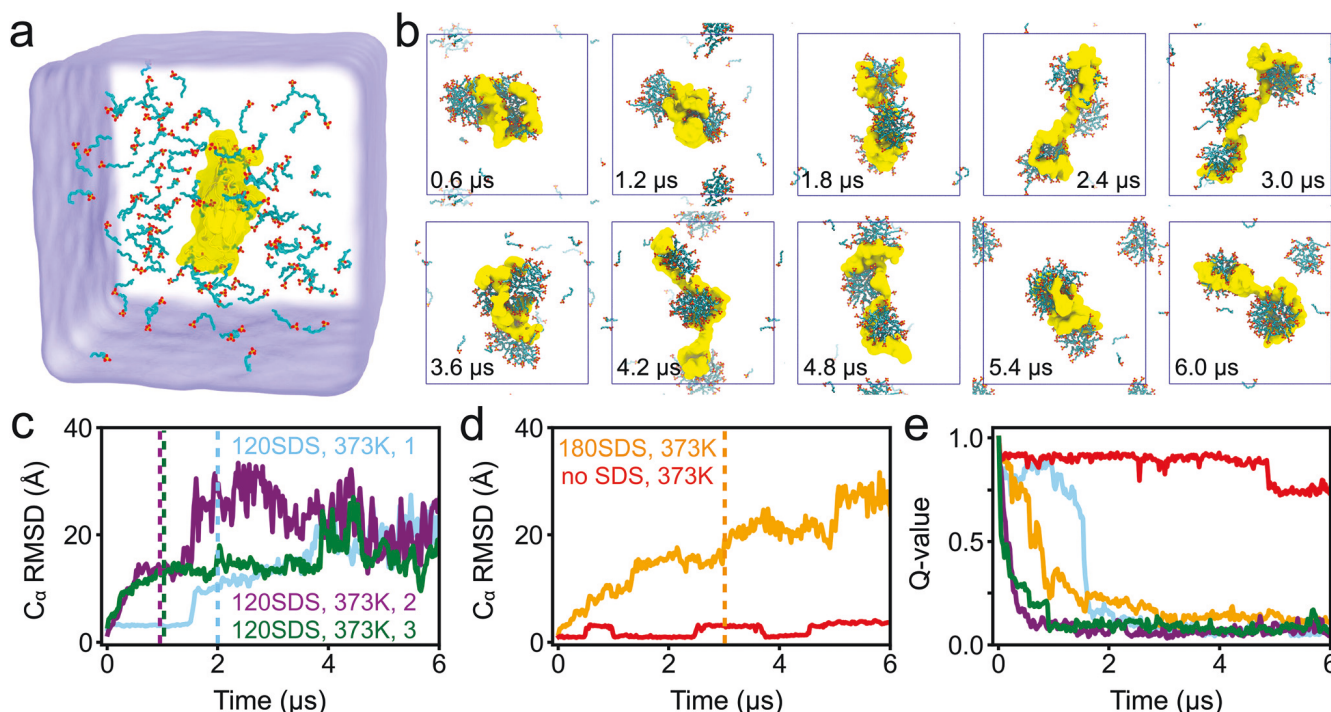 a
b
0.6 µs
1.2 µs
1.8 µs
2.4 µs
3.0 µs
3.6 µs
4.2 µs
4.8 µs
5.4 µs
6.0 µs
c
40
20
0
Cα RMSD (Å)
120SDS, 373K, 1
120SDS, 373K, 2
120SDS, 373K, 3
0
2
4
6
Time (µs)
d
40
20
0
Cα RMSD (Å)
180SDS, 373K
no SDS, 373K
0
2
4
6
Time (µs)
e
1.0
0.5
0.0
Q-value
0
2
4
6
Time (µs)